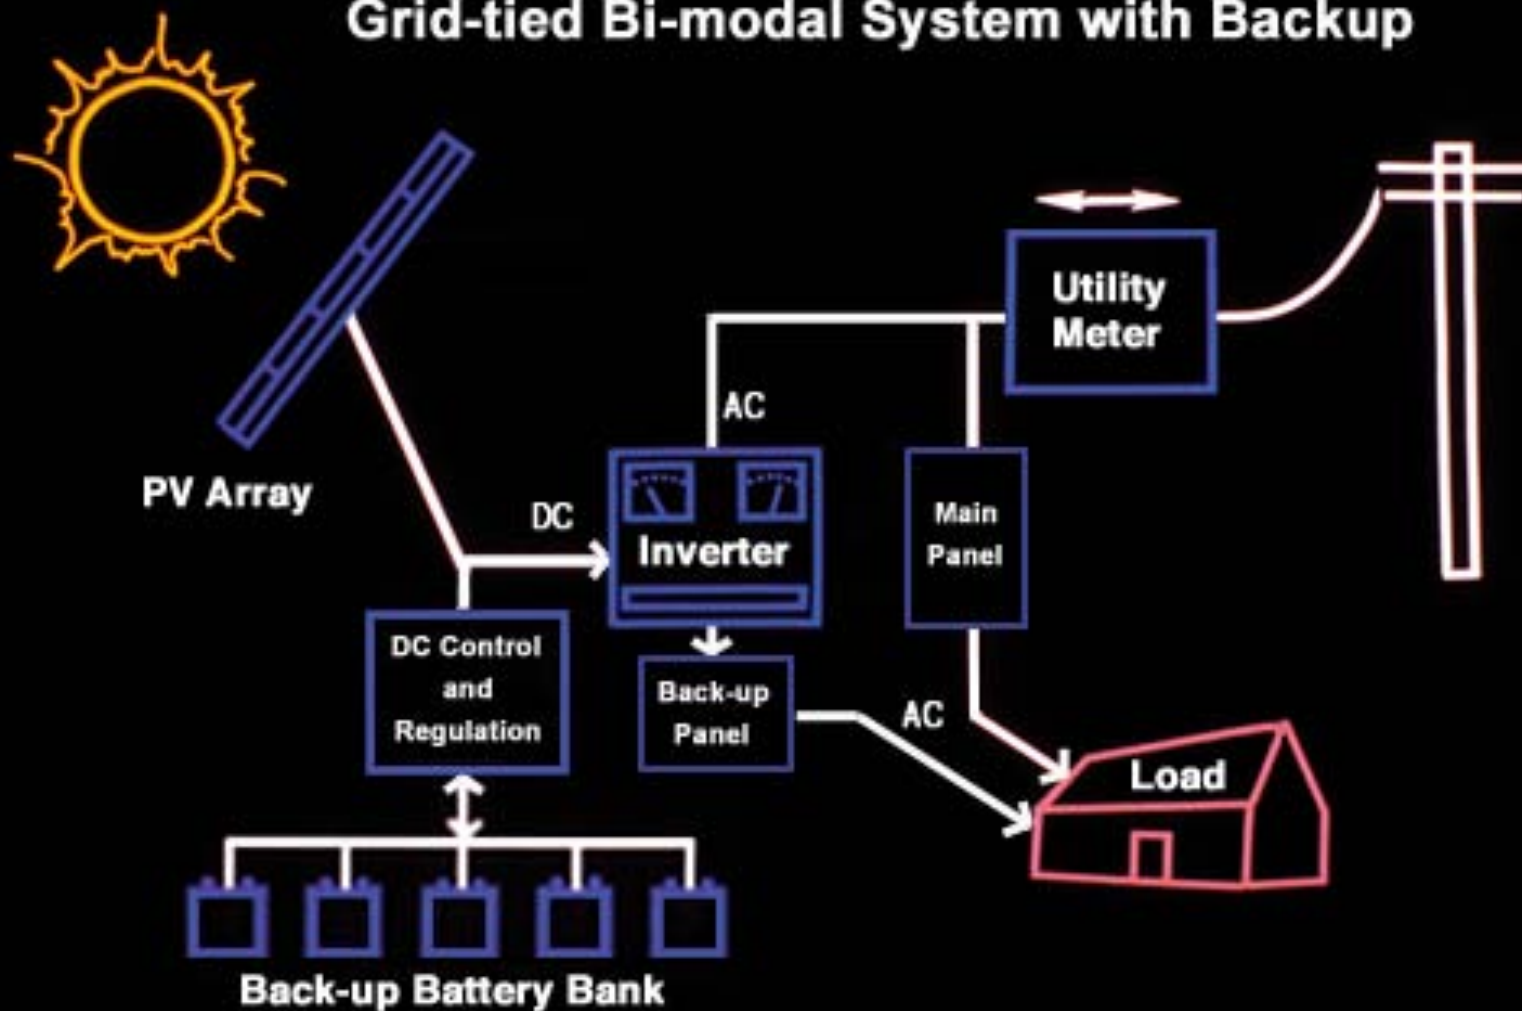 Grid-tied Bi-modal System with Backup
Utility
Meter
AC
PV Array
DC
Inverter
Main
Panel
DC Control
and
Regulation
Back-up
Panel
AC
Load
Back-up Battery Bank